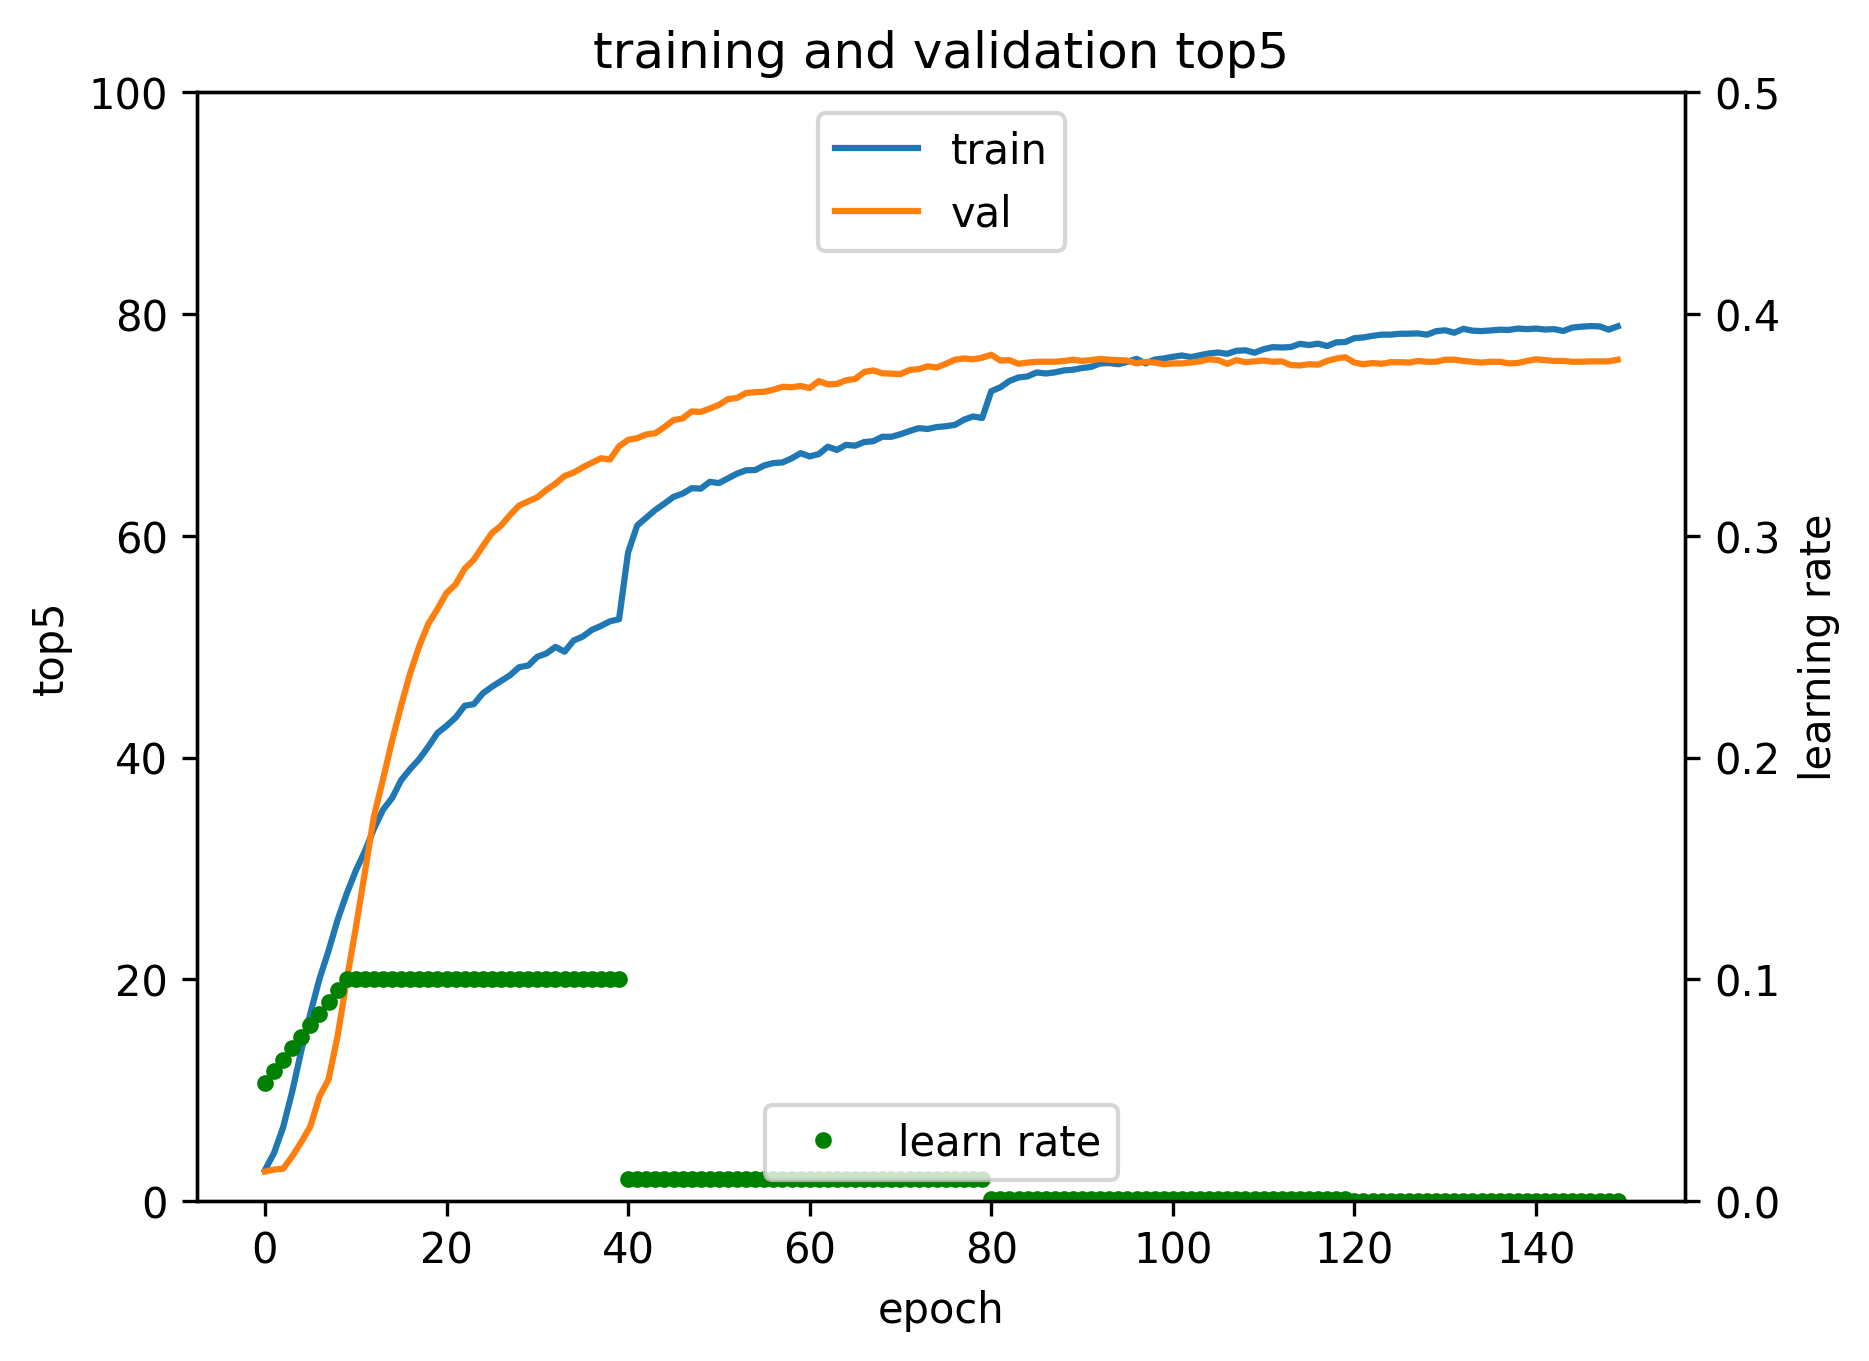 training and validation top5
100
80
60
40
20
0
top5
train
val
learn rate
0.5
0.4
0.3
0.2
0.1
0.0
learning rate
0 20 40 60 80 100 120 140
epoch